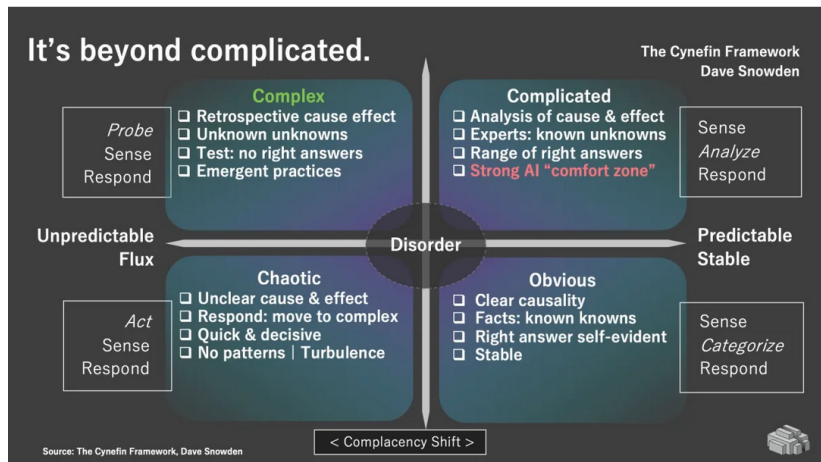 It's beyond complicated.
The Cynefin Framework
Dave Snowden
Complex
❑ Retrospective cause effect
❑ Unknown unknowns
❑ Test: no right answers
❑ Emergent practices
Probe
Sense
Respond
Complicated
❑ Analysis of cause & effect
❑ Experts: known unknowns
❑ Range of right answers
❑ Strong AI "comfort zone"
Sense
Analyze
Respond
Unpredictable
Flux
Disorder
Predictable
Stable
Chaotic
❑ Unclear cause & effect
❑ Respond: move to complex
❑ Quick & decisive
❑ No patterns | Turbulence
Act
Sense
Respond
Obvious
❑ Clear causality
❑ Facts: known knowns
❑ Right answer self-evident
❑ Stable
Sense
Categorize
Respond
< Complacency Shift >
Source: The Cynefin Framework, Dave Snowden